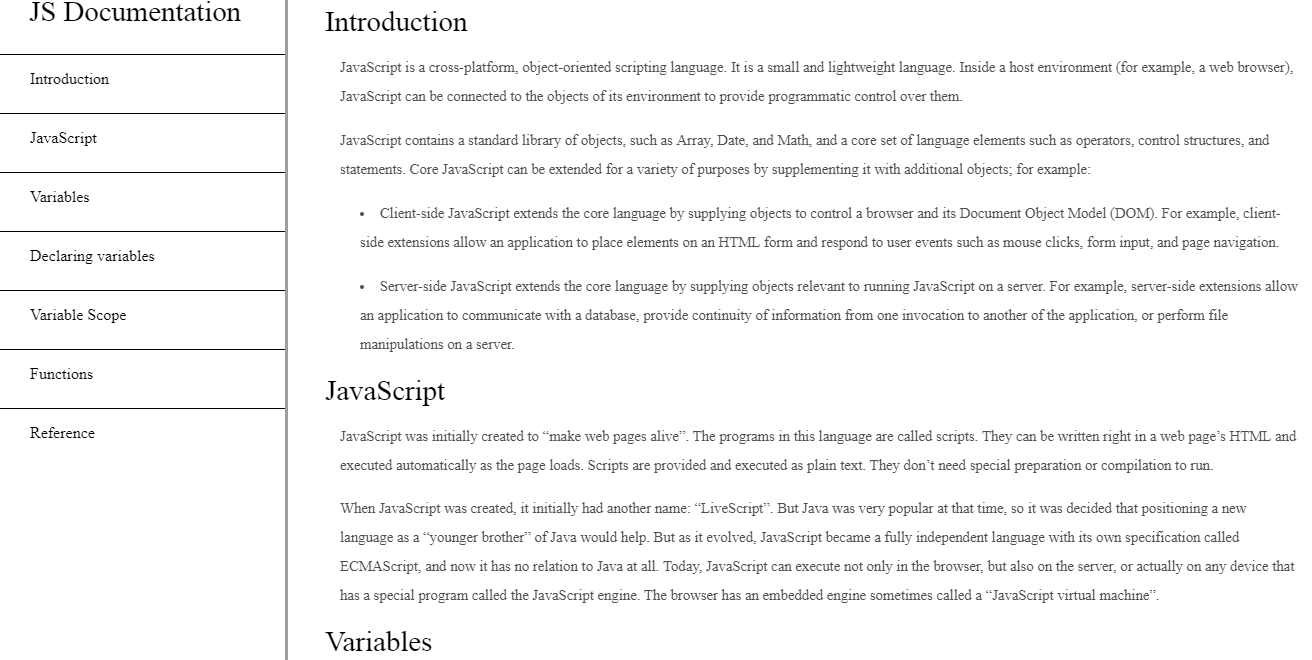 JS Documentation
Introduction
JavaScript
Variables
Declaring variables
Variable Scope
Functions
Reference
Introduction
JavaScript is a cross-platform, object-oriented scripting language. It is a small and lightweight language. Inside a host environment (for example, a web browser),
JavaScript can be connected to the objects of its environment to provide programmatic control over them.
JavaScript contains a standard library of objects, such as Array, Date, and Math, and a core set of language elements such as operators, control structures, and
statements. Core JavaScript can be extended for a variety of purposes by supplementing it with additional objects; for example:
• Client-side JavaScript extends the core language by supplying objects to control a browser and its Document Object Model (DOM). For example, client-
side extensions allow an application to place elements on an HTML form and respond to user events such as mouse clicks, form input, and page navigation.
• Server-side JavaScript extends the core language by supplying objects relevant to running JavaScript on a server. For example, server-side extensions allow
an application to communicate with a database, provide continuity of information from one invocation to another of the application, or perform file
manipulations on a server.
JavaScript
JavaScript was initially created to “make web pages alive”. The programs in this language are called scripts. They can be written right in a web page’s HTML and
executed automatically as the page loads. Scripts are provided and executed as plain text. They don’t need special preparation or compilation to run.
When JavaScript was created, it initially had another name: “LiveScript”. But Java was very popular at that time, so it was decided that positioning a new
language as a “younger brother” of Java would help. But as it evolved, JavaScript became a fully independent language with its own specification called
ECMAScript, and now it has no relation to Java at all. Today, JavaScript can execute not only in the browser, but also on the server, or actually on any device that
has a special program called the JavaScript engine. The browser has an embedded engine sometimes called a “JavaScript virtual machine”.
Variables